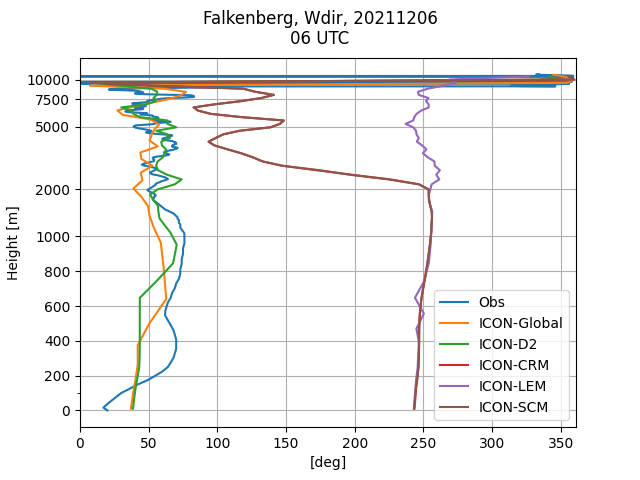 Falkenberg, Wdir, 20211206
06 UTC
Height [m]
10000
7500
5000
2000
1000
800
600
400
200
0
0 50 100 150 200 250 300 350
[deg]
Obs
ICON-Global
ICON-D2
ICON-CRM
ICON-LEM
ICON-SCM